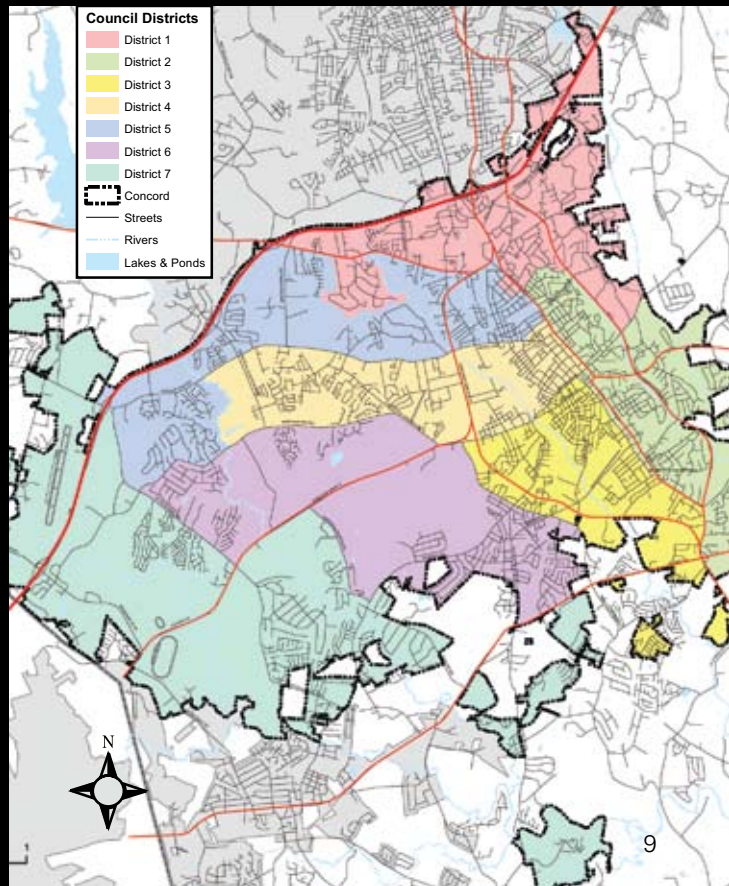 Council Districts
District 1
District 2
District 3
District 4
District 5
District 6
District 7
Concord
Streets
Rivers
Lakes & Ponds
N
9